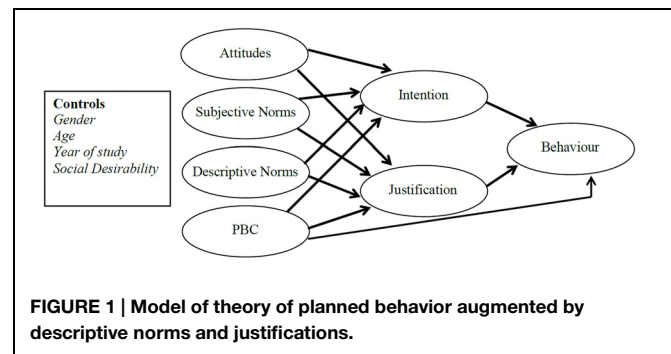 Attitudes
Controls
Gender
Age
Year of study
Social Desirability
Subjective Norms
Descriptive Norms
PBC
Intention
Justification
Behaviour
FIGURE 1 | Model of theory of planned behavior augmented by
descriptive norms and justifications.